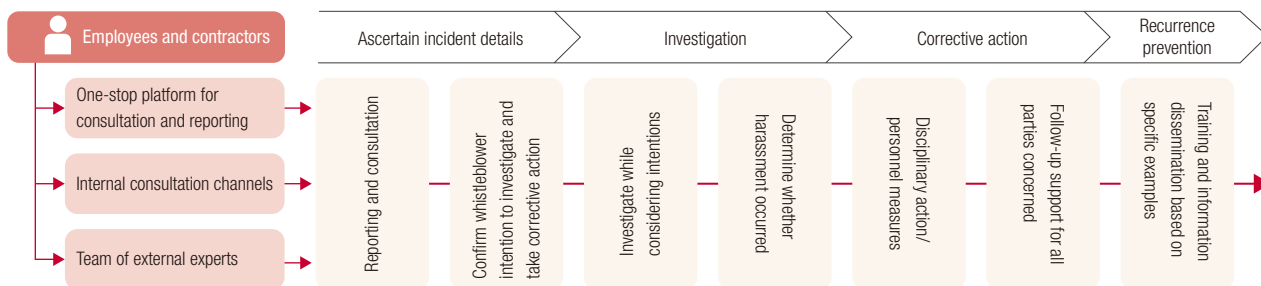 Employees and contractors
Ascertain incident details
Investigation
Corrective action
Recurrence
prevention
One-stop platform for
consultation and reporting
Internal consultation channels
Team of external experts
Reporting and consultation
Confirm whistleblower
intention to investigate and
take corrective action
Investigate while
considering intentions
Determine whether
harassment occurred
Disciplinary action/
personnel measures
Follow-up support for all
parties concerned
Training and information
dissemination based on
specific examples